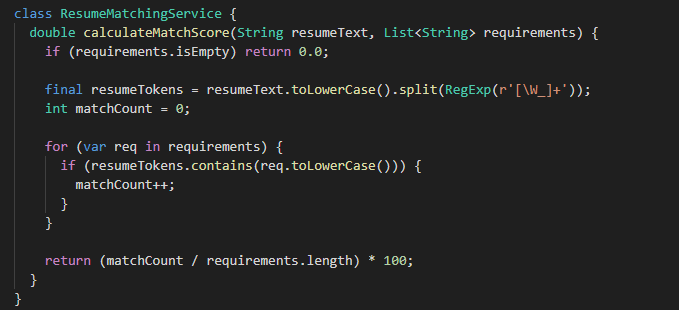 class ResumeMatchingService {
  double calculateMatchScore(String resumeText, List<String> requirements) {
    if (requirements.isEmpty) return 0.0;

    final resumeTokens = resumeText.toLowerCase().split(RegExp(r'[\W_]+'));
    int matchCount = 0;

    for (var req in requirements) {
      if (resumeTokens.contains(req.toLowerCase())) {
        matchCount++;
      }
    }

    return (matchCount / requirements.length) * 100;
  }
}